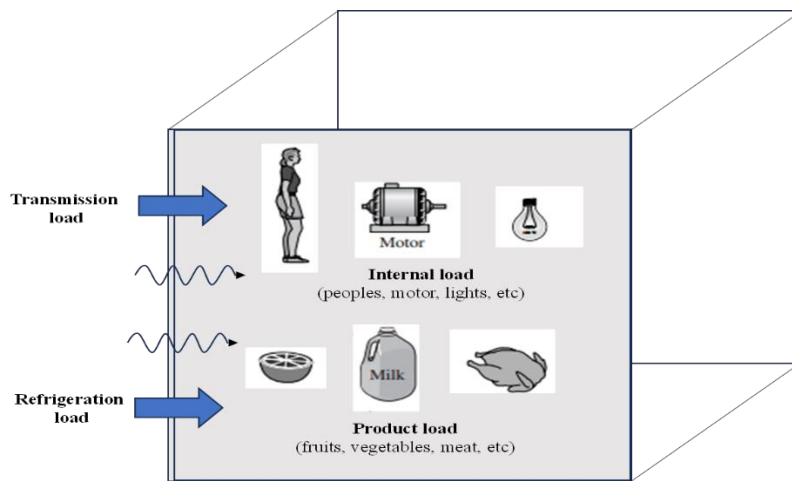 Transmission
load
Motor
Internal load
(peoples, motor, lights, etc)
Milk
Refrigeration
load
Product load
(fruits, vegetables, meat, etc)